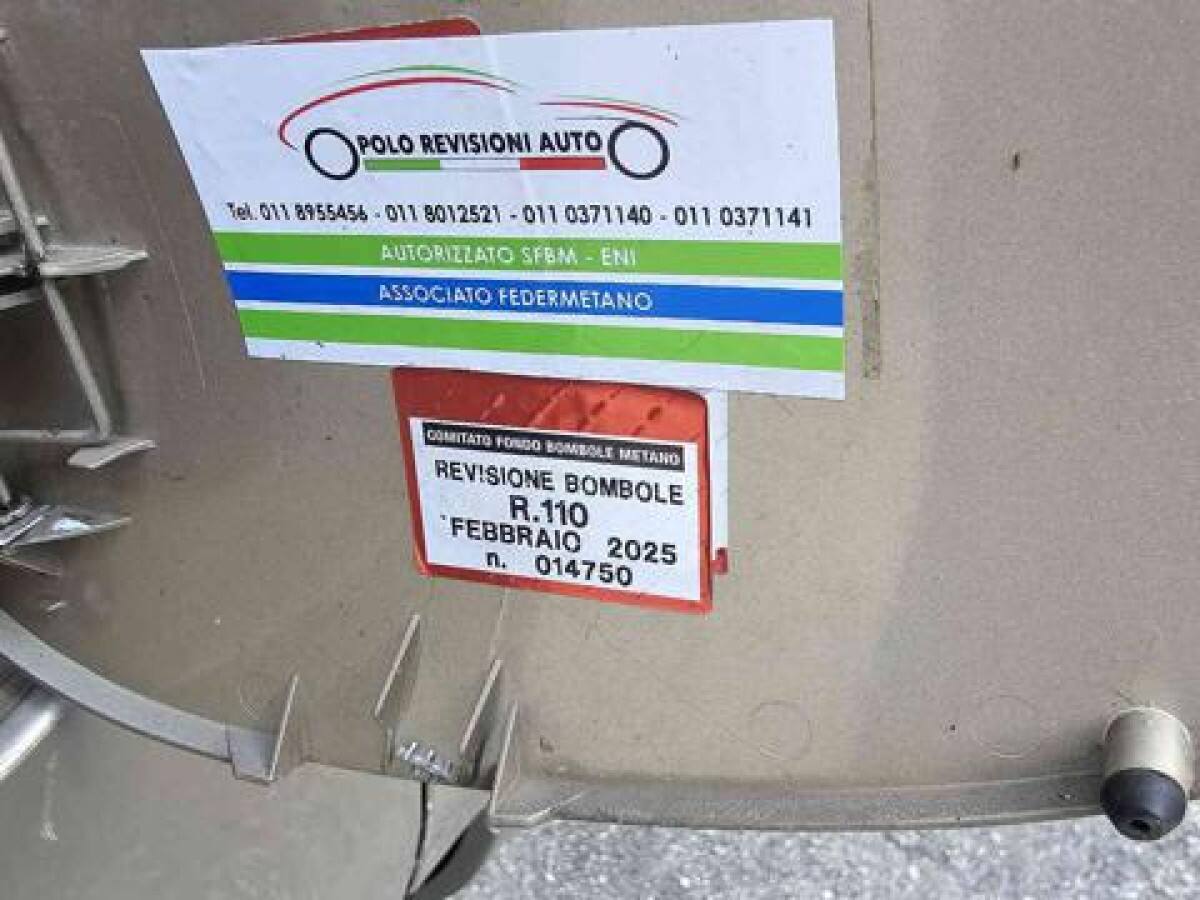 POLO REVISIONI AUTO
Tel. 011 8955456 - 011 8012521 - 011 0371140 - 011 0371141
AUTORIZZATO SFBM - ENI
ASSOCIATO FEDERMETANO
COMITATO FONDO BOMBOLE METANO
REVISIONE BOMBOLE
R.110
FEBBRAIO 2025
n. 014750